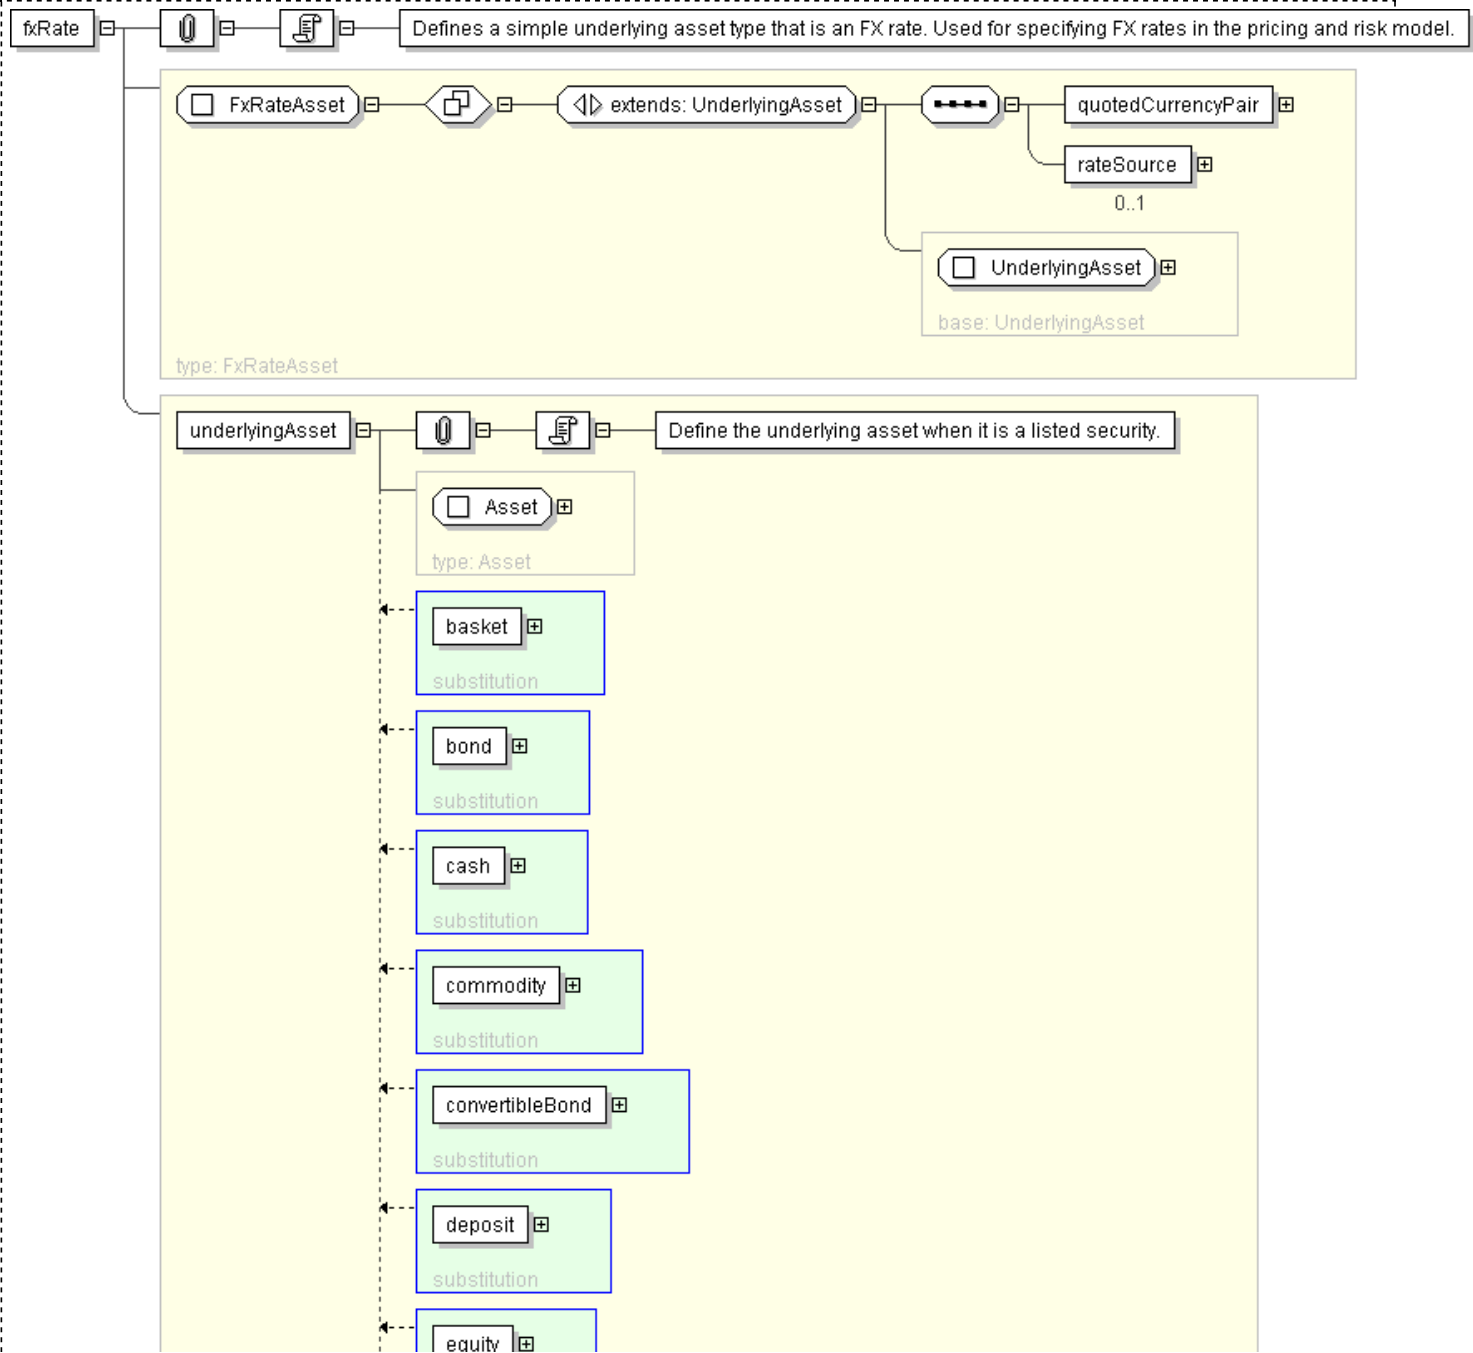 fxRate Defines a simple underlying asset type that is an FX rate. Used for specifying FX rates in the pricing and risk model.
FxRateAsset extends: UnderlyingAsset quotedCurrencyPair
rateSource
0..1
UnderlyingAsset
base: UnderlyingAsset
type: FxRateAsset
underlyingAsset Define the underlying asset when it is a listed security.
Asset
type: Asset
basket
substitution
bond
substitution
cash
substitution
commodity
substitution
convertibleBond
substitution
deposit
substitution
equity